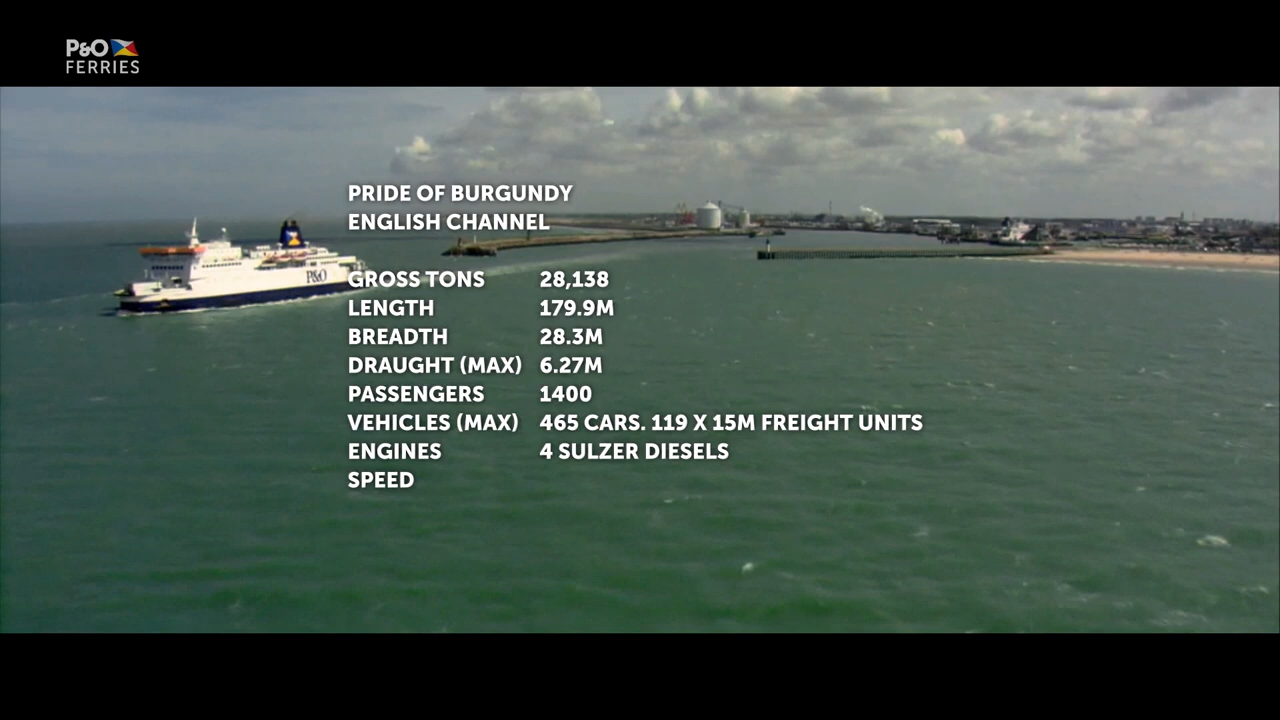 P&O
FERRIES
PRIDE OF BURGUNDY
ENGLISH CHANNEL
GROSS TONS 28,138
LENGTH 179.9M
BREADTH 28.3M
DRAUGHT (MAX) 6.27M
PASSENGERS 1400
VEHICLES (MAX) 465 CARS. 119 X 15M FREIGHT UNITS
ENGINES 4 SULZER DIESELS
SPEED
P&O